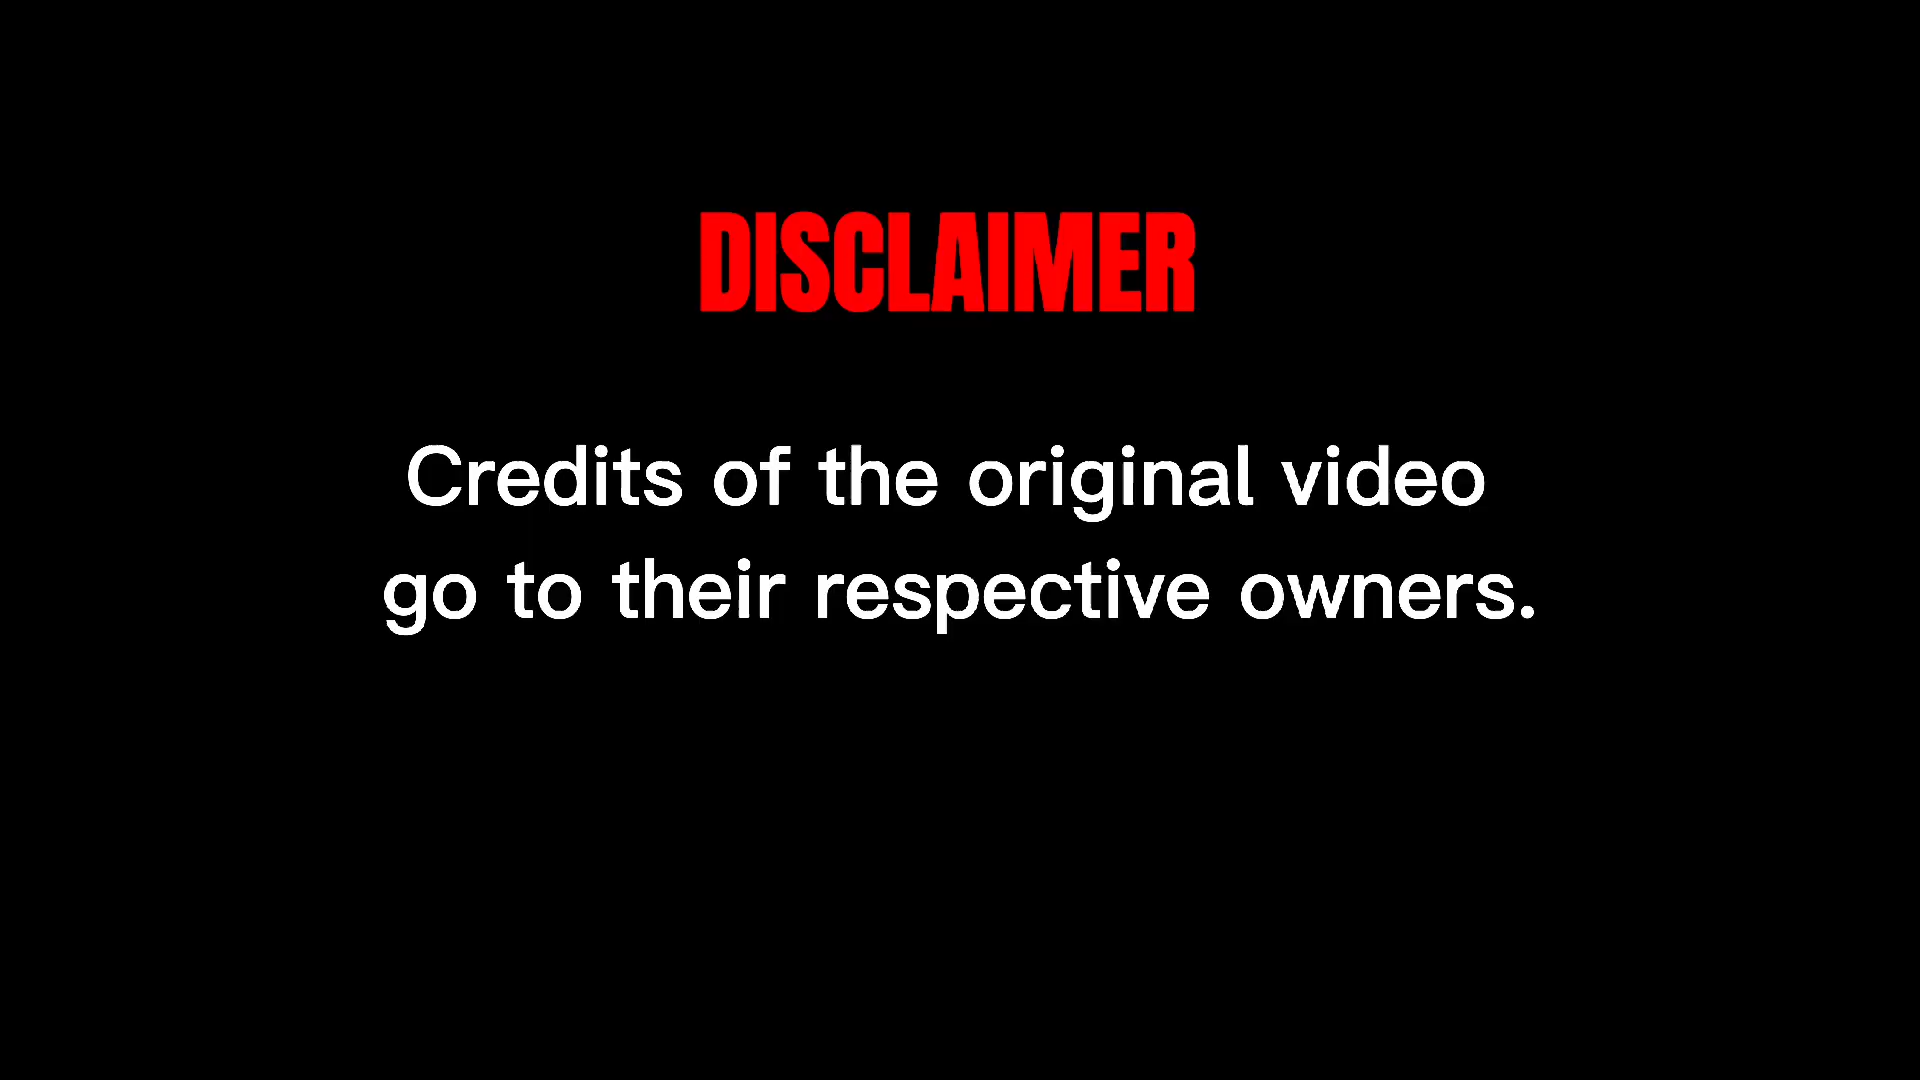 DISCLAIMER
Credits of the original video
go to their respective owners.